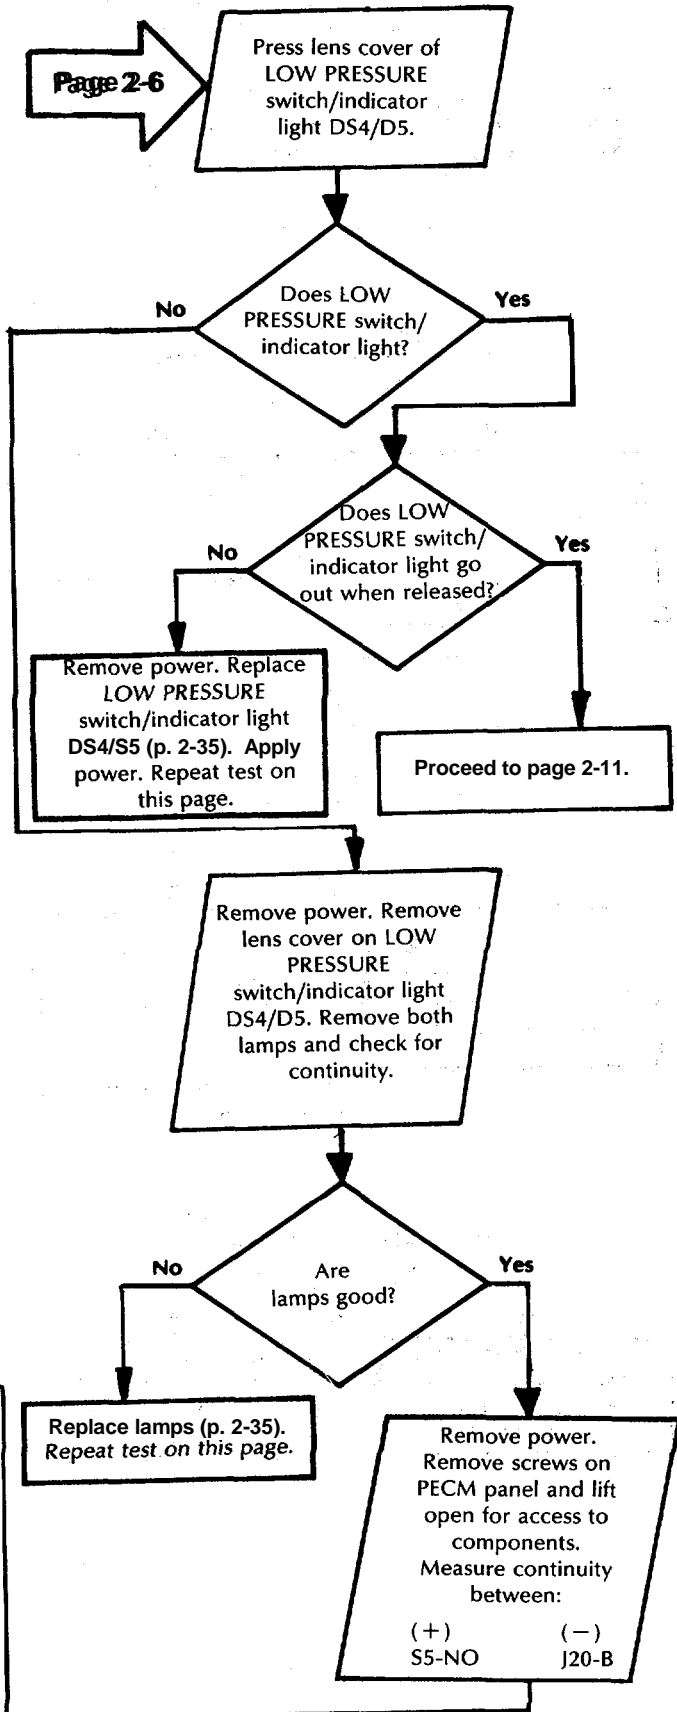 Page 2-6
Press lens cover of
LOW PRESSURE
switch/indicator
light DS4/D5.
Does LOW
PRESSURE switch/
indicator light?
No
Yes
Does LOW
PRESSURE switch/
indicator light go
out when released?
No
Yes
Remove power. Replace
LOW PRESSURE
switch/indicator light
DS4/S5 (p. 2-35). Apply
power. Repeat test on
this page.
Proceed to page 2-11.
Remove power. Remove
lens cover on LOW
PRESSURE
switch/indicator light
DS4/D5. Remove both
lamps and check for
continuity.
Are
lamps good?
No
Yes
Replace lamps (p. 2-35).
Repeat test on this page.
Remove power.
Remove screws on
PECM panel and lift
open for access to
components.
Measure continuity
between:
(+) (−)
S5-NO J20-B